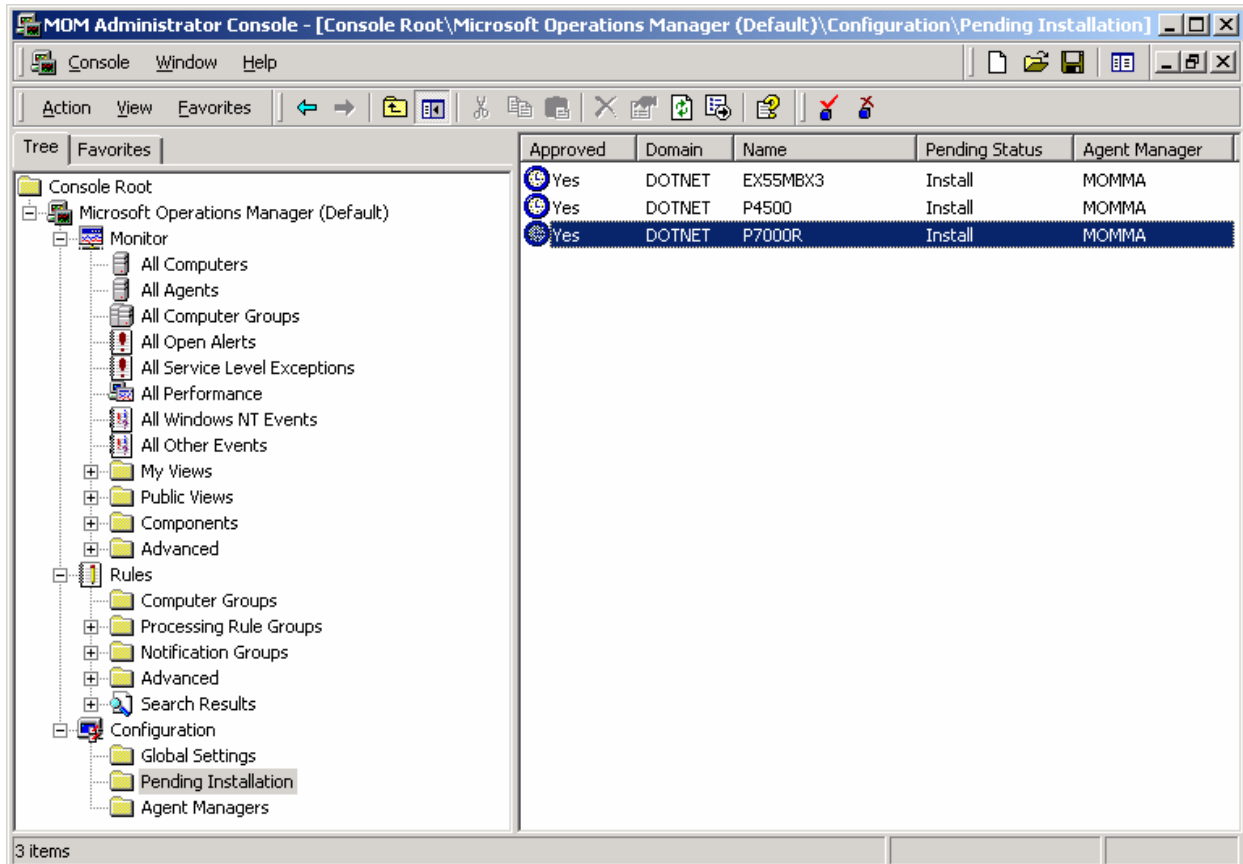 MOM Administrator Console - [Console Root\Microsoft Operations Manager (Default)\Configuration\Pending Installation]
Console Window Help
Action View Favorites
Tree Favorites
Approved Domain Name Pending Status Agent Manager
Yes DOTNET EX55MBX3 Install MOMMA
Yes DOTNET P4500 Install MOMMA
Yes DOTNET P7000R Install MOMMA
Console Root
Microsoft Operations Manager (Default)
Monitor
All Computers
All Agents
All Computer Groups
All Open Alerts
All Service Level Exceptions
All Performance
All Windows NT Events
All Other Events
My Views
Public Views
Components
Advanced
Rules
Computer Groups
Processing Rule Groups
Notification Groups
Advanced
Search Results
Configuration
Global Settings
Pending Installation
Agent Managers
3 items